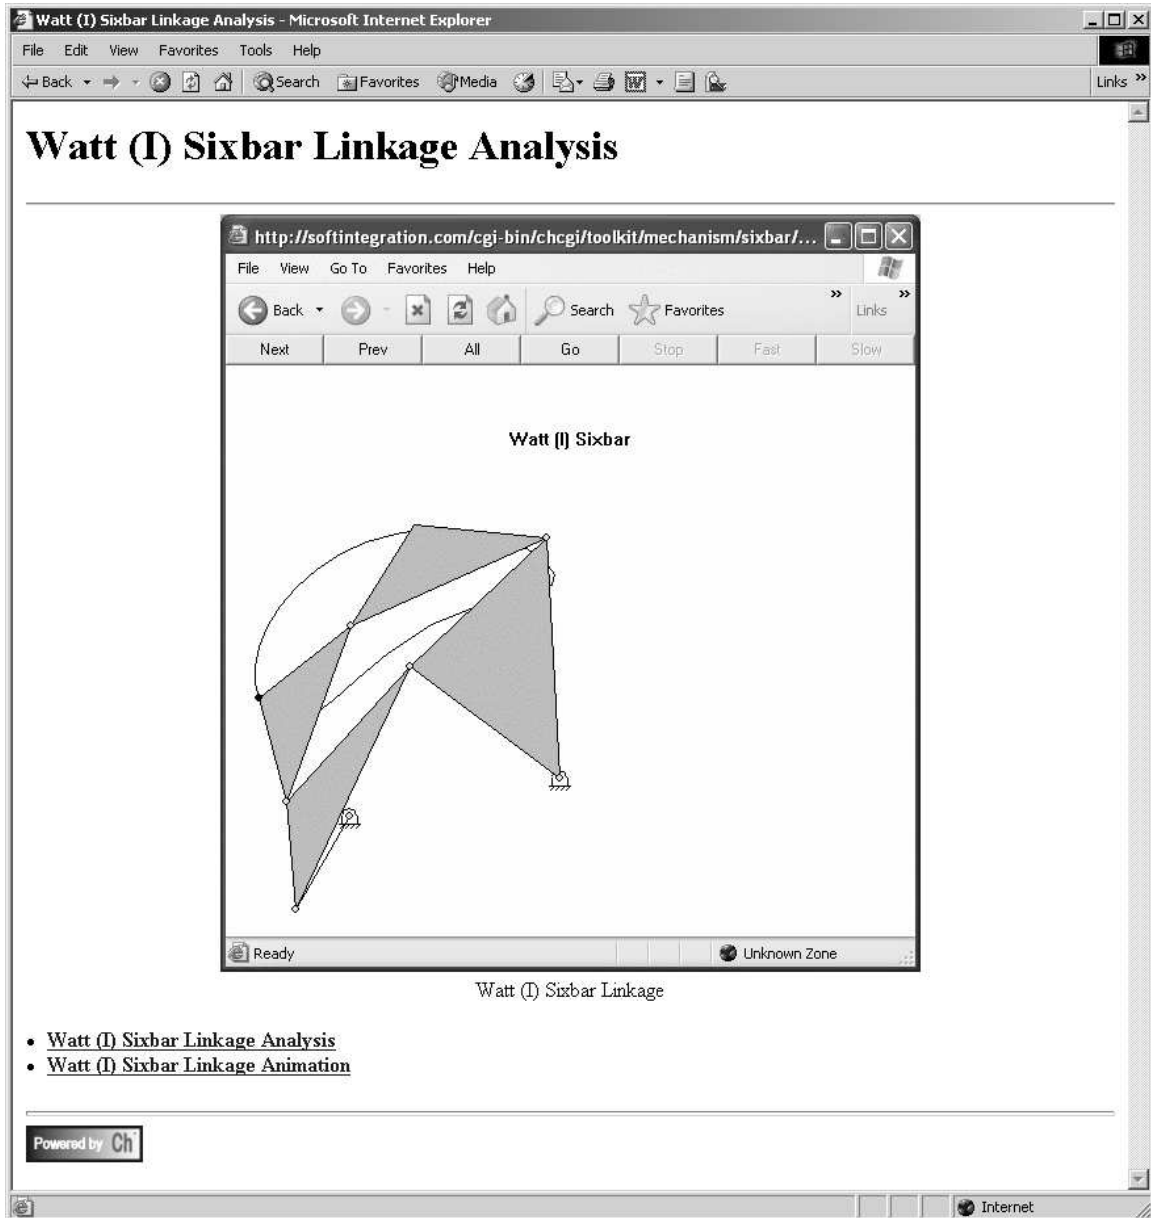 Watt (I) Sixbar Linkage Analysis - Microsoft Internet Explorer
File Edit View Favorites Tools Help
Back Search Favorites Media Links »
Watt (I) Sixbar Linkage Analysis
http://softintegration.com/cgi-bin/chcgi/toolkit/mechanism/sixbar/...
File View Go To Favorites Help
Back Search Favorites » Links »
Next Prev All Go Stop Fast Slow
Watt (I) Sixbar
Ready Unknown Zone
Watt (I) Sixbar Linkage
• Watt (I) Sixbar Linkage Analysis
• Watt (I) Sixbar Linkage Animation
Powered by Ch
Internet